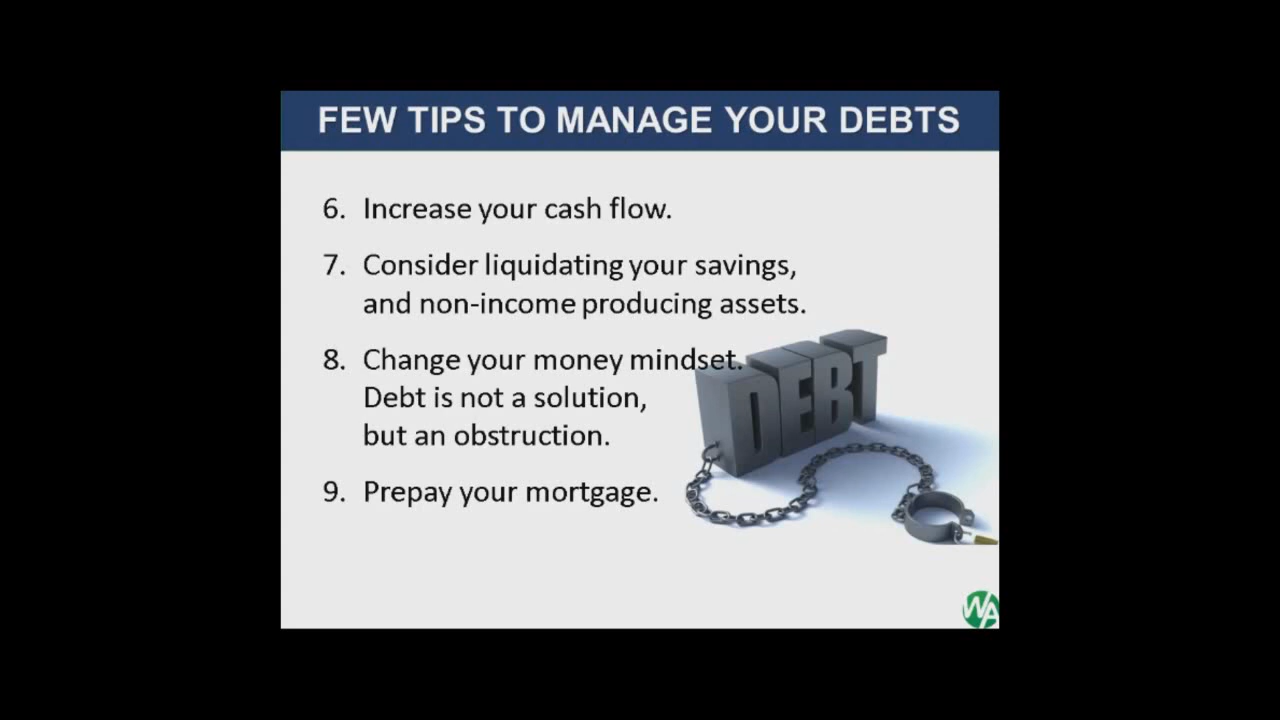 FEW TIPS TO MANAGE YOUR DEBTS
6. Increase your cash flow.
7. Consider liquidating your savings,
and non-income producing assets.
8. Change your money mindset.
Debt is not a solution,
but an obstruction.
9. Prepay your mortgage.
DEBT
WA